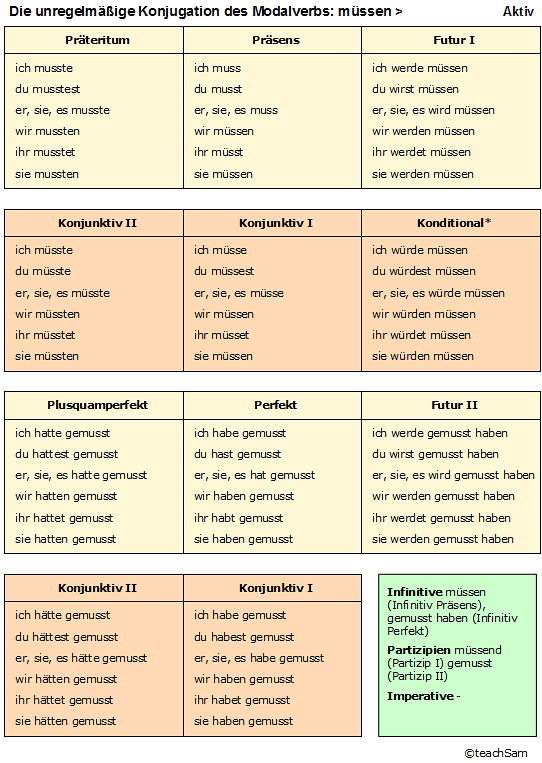 Die unregelmäßige Konjugation des Modalverbs: müssen > Aktiv
Präteritum Präsens Futur I
ich musste ich muss ich werde müssen
du musstest du musst du wirst müssen
er, sie, es musste er, sie, es muss er, sie, es wird müssen
wir mussten wir müssen wir werden müssen
ihr musstet ihr müsst ihr werdet müssen
sie mussten sie müssen sie werden müssen
Konjunktiv II Konjunktiv I Konditional*
ich müsste ich müsse ich würde müssen
du müsste du müssest du würdest müssen
er, sie, es müsste er, sie, es müsse er, sie, es würde müssen
wir müssten wir müssen wir würden müssen
ihr müsstet ihr müsset ihr würdet müssen
sie müssten sie müssen sie würden müssen
Plusquamperfekt Perfekt Futur II
ich hatte gemusst ich habe gemusst ich werde gemusst haben
du hattest gemusst du hast gemusst du wirst gemusst haben
er, sie, es hatte gemusst er, sie, es hat gemusst er, sie, es wird gemusst haben
wir hatten gemusst wir haben gemusst wir werden gemusst haben
ihr hattet gemusst ihr habt gemusst ihr werdet gemusst haben
sie hatten gemusst sie haben gemusst sie werden gemusst haben
Konjunktiv II Konjunktiv I
ich hätte gemusst ich habe gemusst
du hättest gemusst du habest gemusst
er, sie, es hätte gemusst er, sie, es habe gemusst
wir hätten gemusst wir haben gemusst
ihr hättet gemusst ihr habet gemusst
sie hätten gemusst sie haben gemusst
Infinitive müssen
(Infinitiv Präsens),
gemusst haben (Infinitiv
Perfekt)
Partizipien müssend
(Partizip I) gemusst
(Partizip II)
Imperative -
©teachSam